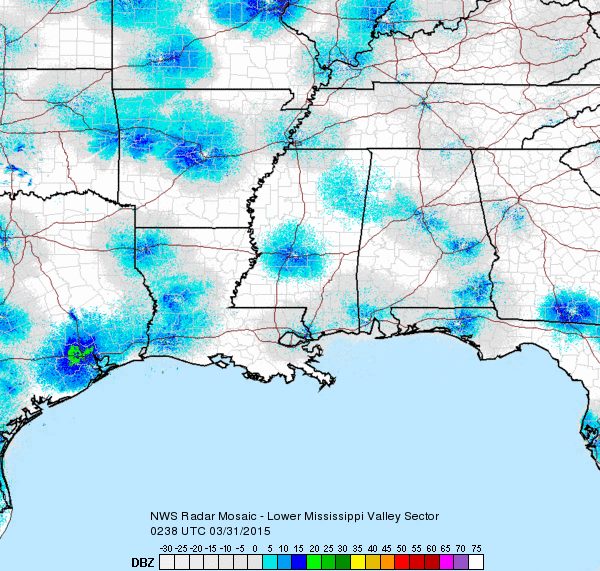 NWS Radar Mosaic - Lower Mississippi Valley Sector
0238 UTC 03/31/2015
DBZ -30 -25 -20 -15 -10 -5 0 5 10 15 20 25 30 35 40 45 50 55 60 65 70 75